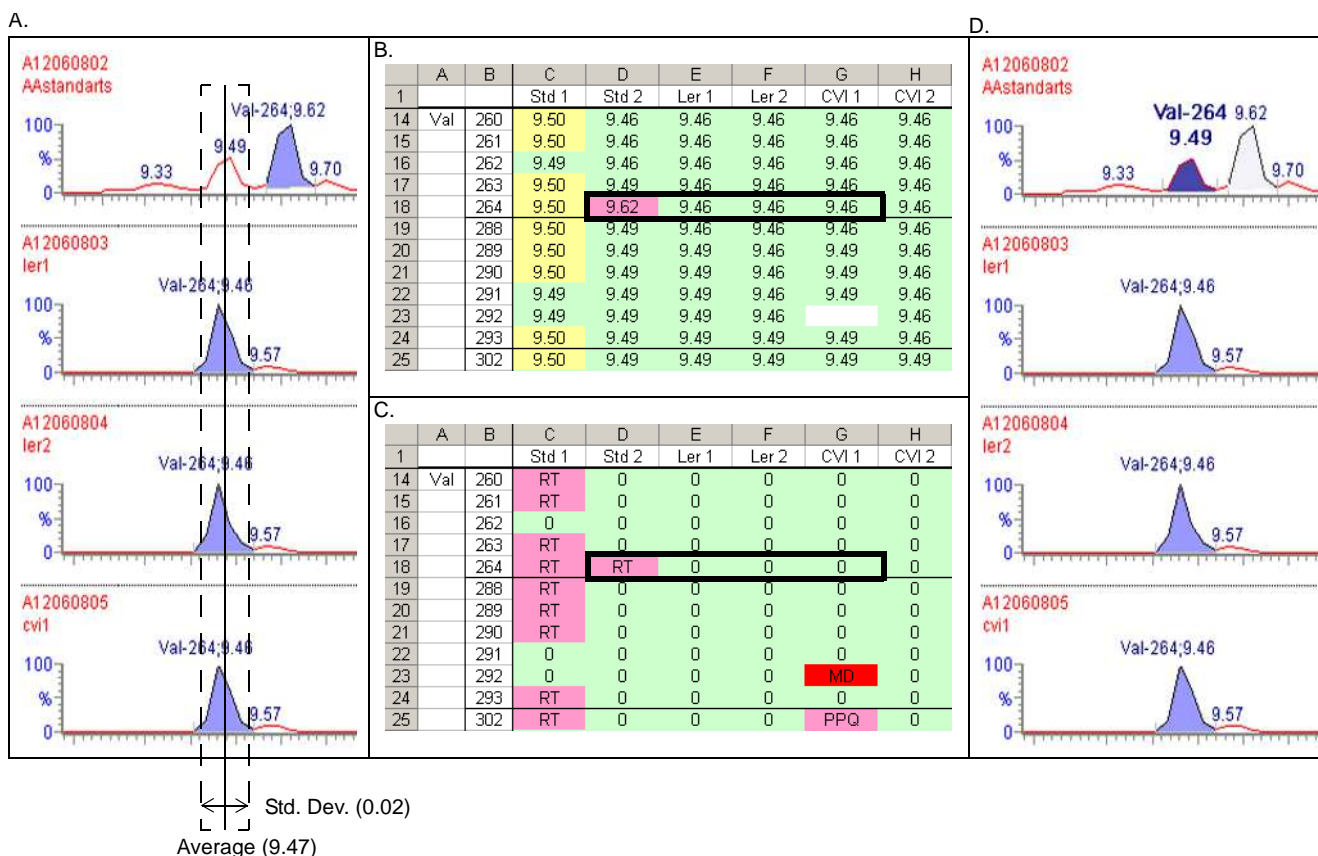 A.
A12060802
AAstandarts
Val-264;9.62
100
%
0
9.33
9.49
9.70
A12060803
ler1
Val-264;9.46
100
%
0
9.57
A12060804
ler2
Val-264;9.46
100
%
0
9.57
A12060805
cvi1
Val-264;9.46
100
%
0
9.57
Std. Dev. (0.02)
Average (9.47)
B.
A B C D E F G H
1 Std 1 Std 2 Ler 1 Ler 2 CVI 1 CVI 2
14 Val 260 9.50 9.46 9.46 9.46 9.46 9.46
15 261 9.50 9.46 9.46 9.46 9.46 9.46
16 262 9.49 9.46 9.46 9.46 9.46 9.46
17 263 9.50 9.49 9.46 9.46 9.46 9.46
18 264 9.50 9.62 9.46 9.46 9.46 9.46
19 288 9.50 9.49 9.46 9.46 9.46 9.46
20 289 9.50 9.49 9.49 9.46 9.49 9.46
21 290 9.50 9.49 9.49 9.46 9.49 9.46
22 291 9.49 9.49 9.49 9.46 9.49 9.46
23 292 9.49 9.49 9.49 9.46 9.46
24 293 9.50 9.49 9.49 9.49 9.49 9.46
25 302 9.50 9.49 9.49 9.49 9.49 9.49
C.
A B C D E F G H
1 Std 1 Std 2 Ler 1 Ler 2 CVI 1 CVI 2
14 Val 260 RT 0 0 0 0 0
15 261 RT 0 0 0 0 0
16 262 0 0 0 0 0 0
17 263 RT 0 0 0 0 0
18 264 RT RT 0 0 0 0
19 288 RT 0 0 0 0 0
20 289 RT 0 0 0 0 0
21 290 RT 0 0 0 0 0
22 291 0 0 0 0 0 0
23 292 0 0 0 0 MD 0
24 293 RT 0 0 0 0 0
25 302 RT 0 0 0 PPQ 0
D.
A12060802
AAstandarts
Val-264 9.62
9.49
100
%
0
9.33
9.70
A12060803
ler1
Val-264;9.46
100
%
0
9.57
A12060804
ler2
Val-264;9.46
100
%
0
9.57
A12060805
cvi1
Val-264;9.46
100
%
0
9.57